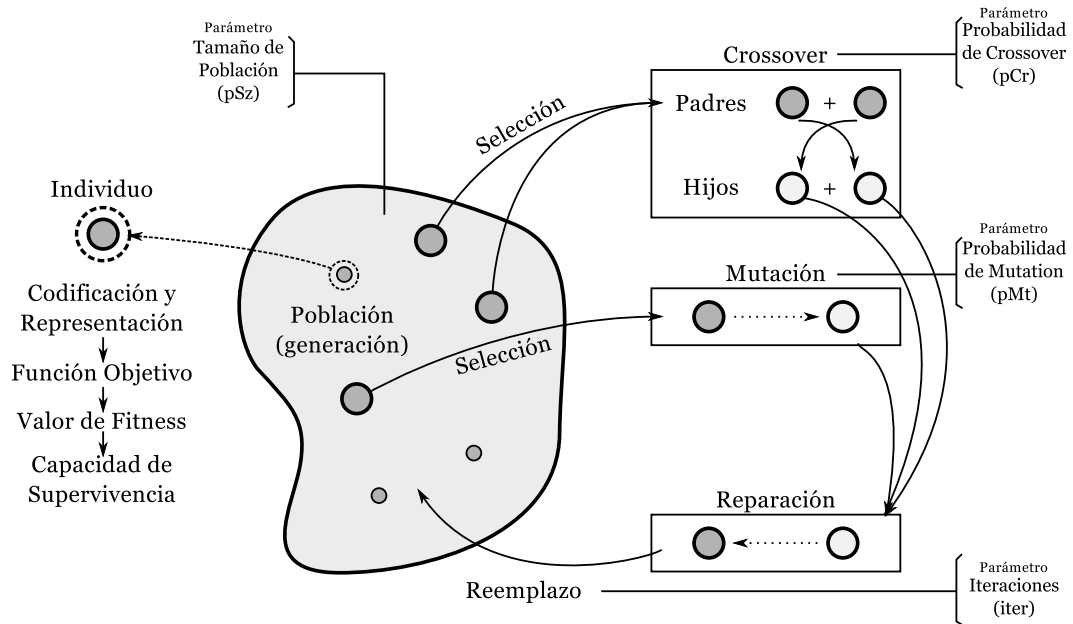 Parámetro
Tamaño de
Población
(pSz)
Individuo
Codificación y
Representación
Función Objetivo
Valor de Fitness
Capacidad de
Supervivencia
Población
(generación)
Selección
Selección
Crossover
Padres
+
Hijos
+
Parámetro
Probabilidad
de Crossover
(pCr)
Mutación
Parámetro
Probabilidad
de Mutation
(pMt)
Reparación
Reemplazo
Parámetro
Iteraciones
(iter)